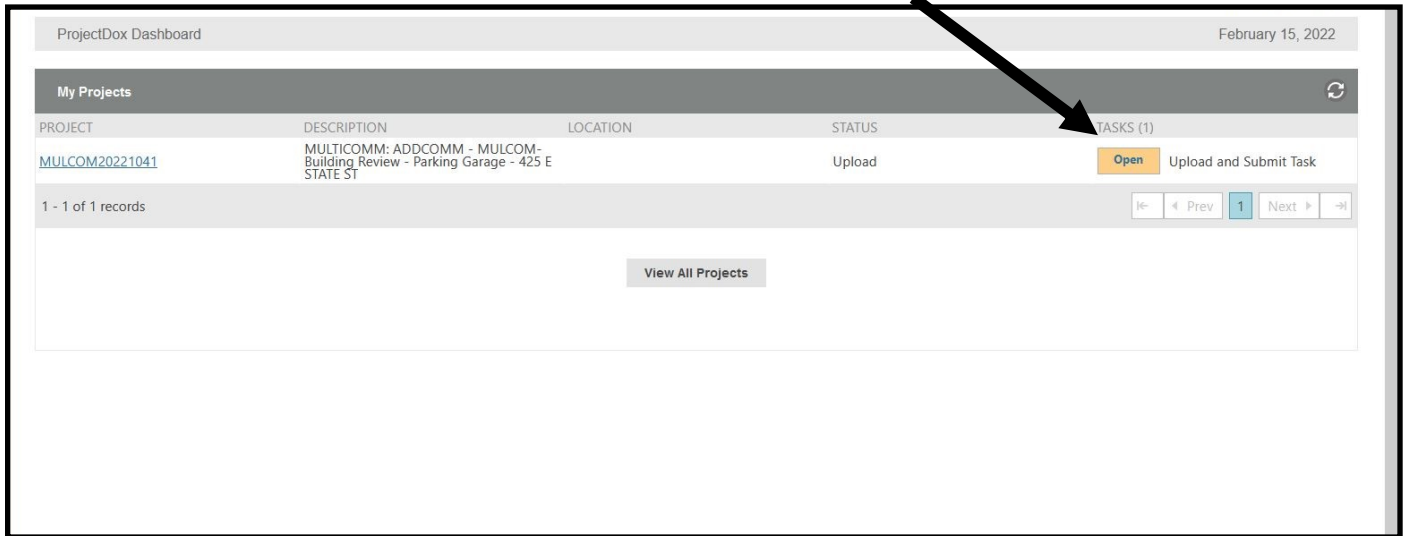 ProjectDox Dashboard February 15, 2022
My Projects
PROJECT DESCRIPTION LOCATION STATUS TASKS (1)
MULCOM20221041 MULTICOMM: ADDCOMM - MULCOM-
Building Review - Parking Garage - 425 E
STATE ST
Upload
Open Upload and Submit Task
1 - 1 of 1 records Prev 1 Next
View All Projects